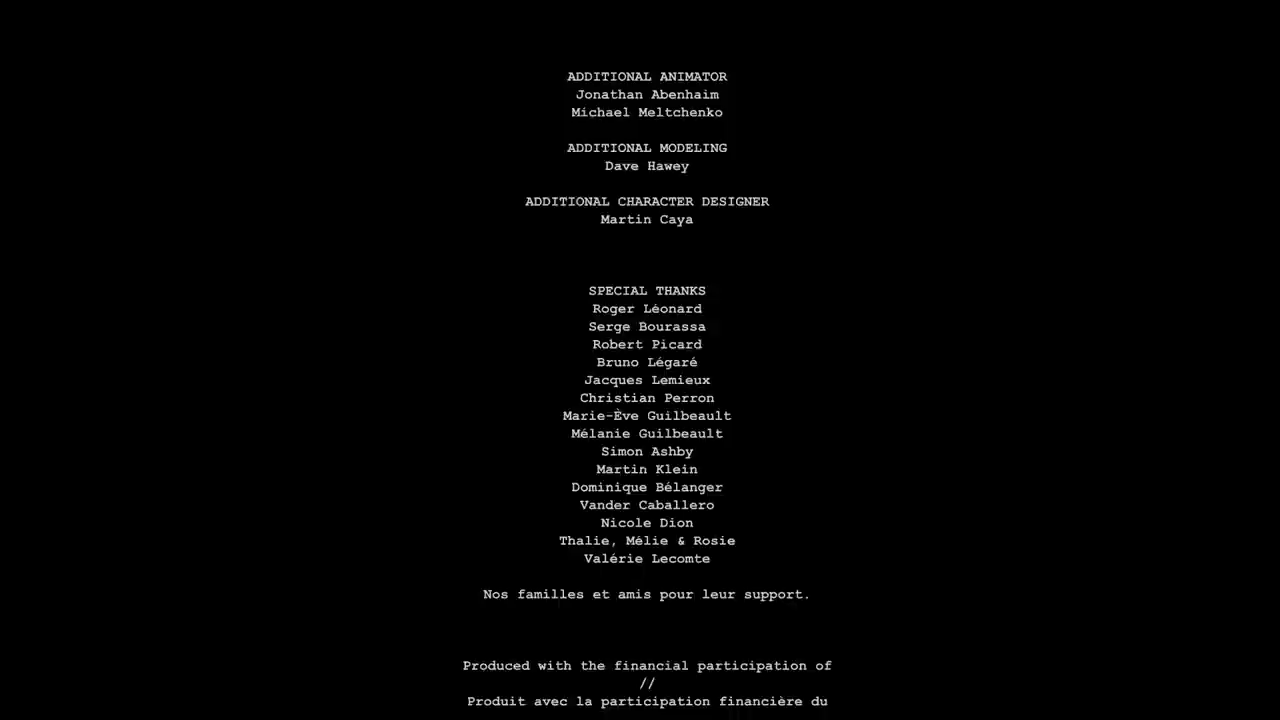 ADDITIONAL ANIMATOR
Jonathan Abenhaim
Michael Meltchenko
ADDITIONAL MODELING
Dave Hawey
ADDITIONAL CHARACTER DESIGNER
Martin Caya
SPECIAL THANKS
Roger Léonard
Serge Bourassa
Robert Picard
Bruno Légaré
Jacques Lemieux
Christian Perron
Marie-Ève Guilbeault
Mélanie Guilbeault
Simon Ashby
Martin Klein
Dominique Bélanger
Vander Caballero
Nicole Dion
Thalie, Mélie & Rosie
Valérie Lecomte
Nos familles et amis pour leur support.
Produced with the financial participation of
//
Produit avec la participation financière du